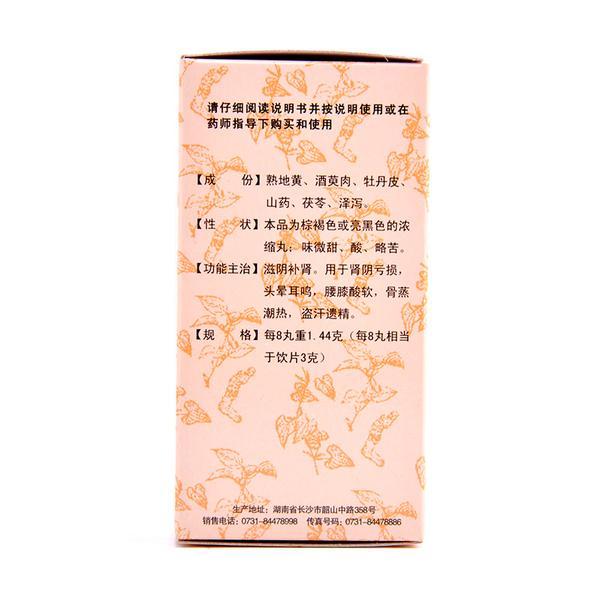 请仔细阅读说明书并按说明使用或在
药师指导下购买和使用
【成　份】熟地黄、酒萸肉、牡丹皮、
山药、茯苓、泽泻。
【性　状】本品为棕褐色或亮黑色的浓
缩丸；味微甜、酸、略苦。
【功能主治】滋阴补肾。用于肾阴亏损，
头晕耳鸣，腰膝酸软，骨蒸
潮热，盗汗遗精。
【规　格】每8丸重1.44克（每8丸相当
于饮片3克）
生产地址：湖南省长沙市韶山中路358号
销售电话：0731-84478998　传真号码：0731-84478886